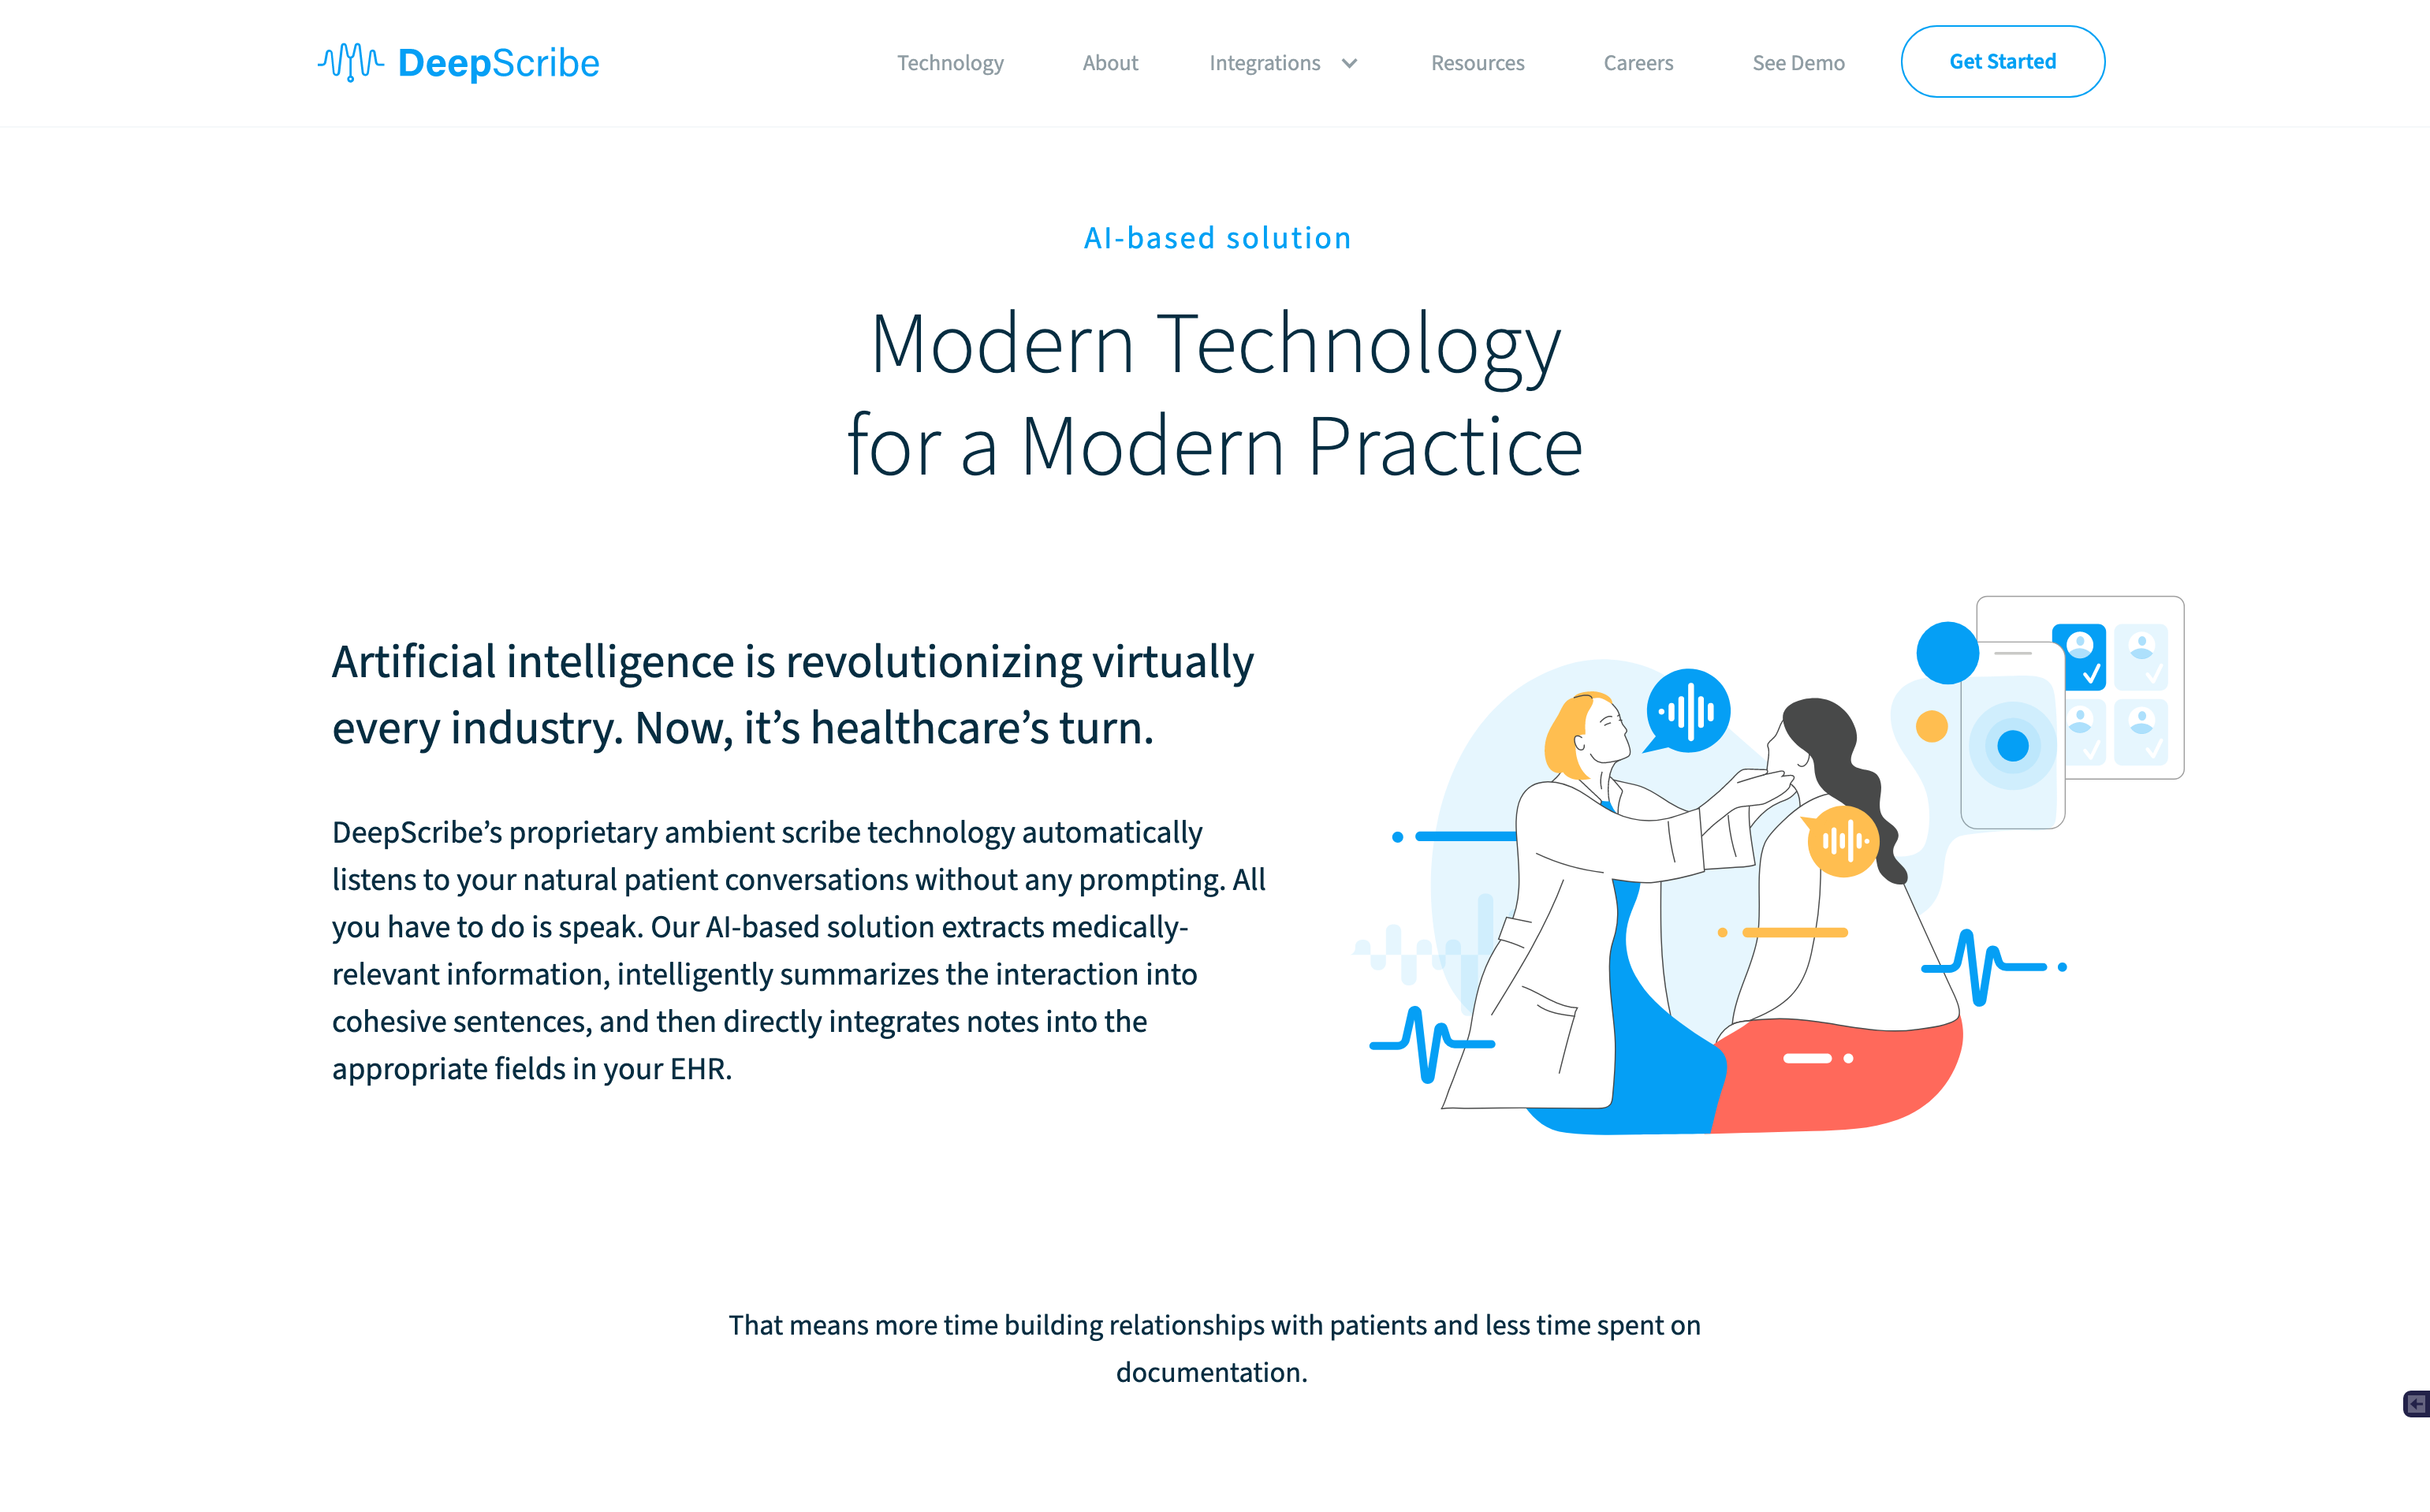 DeepScribe
Technology
About
Integrations
Resources
Careers
See Demo
Get Started
AI-based solution
Modern Technology
for a Modern Practice
Artificial intelligence is revolutionizing virtually
every industry. Now, it’s healthcare’s turn.
DeepScribe’s proprietary ambient scribe technology automatically
listens to your natural patient conversations without any prompting. All
you have to do is speak. Our AI-based solution extracts medically-
relevant information, intelligently summarizes the interaction into
cohesive sentences, and then directly integrates notes into the
appropriate fields in your EHR.
That means more time building relationships with patients and less time spent on
documentation.